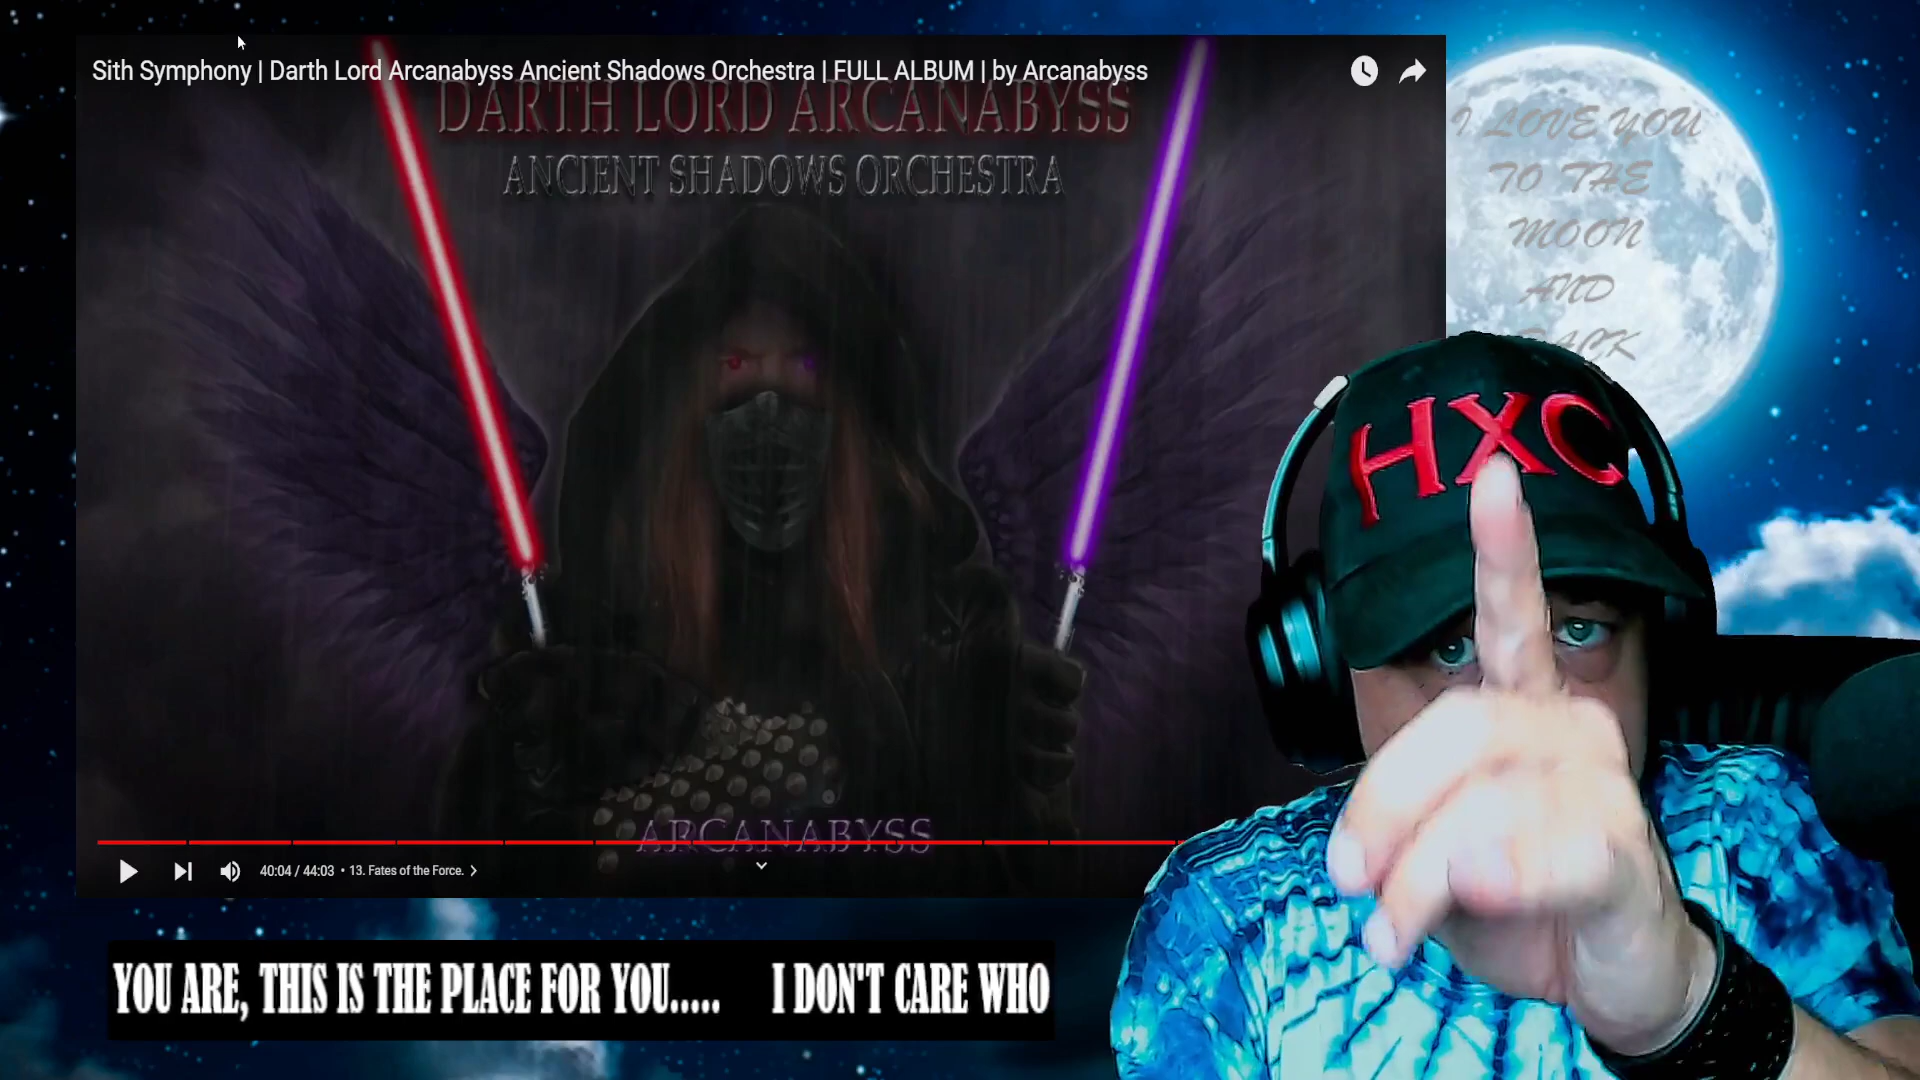 Sith Symphony | Darth Lord Arcanabyss Ancient Shadows Orchestra | FULL ALBUM | by Arcanabyss
DARTH LORD ARCANABYSS
ANCIENT SHADOWS ORCHESTRA
I LOVE YOU
TO THE
MOON
AND
HXC
ARCANABYSS
40:04 / 44:03 • 13. Fates of the Force. >
YOU ARE, THIS IS THE PLACE FOR YOU..... I DON'T CARE WHO